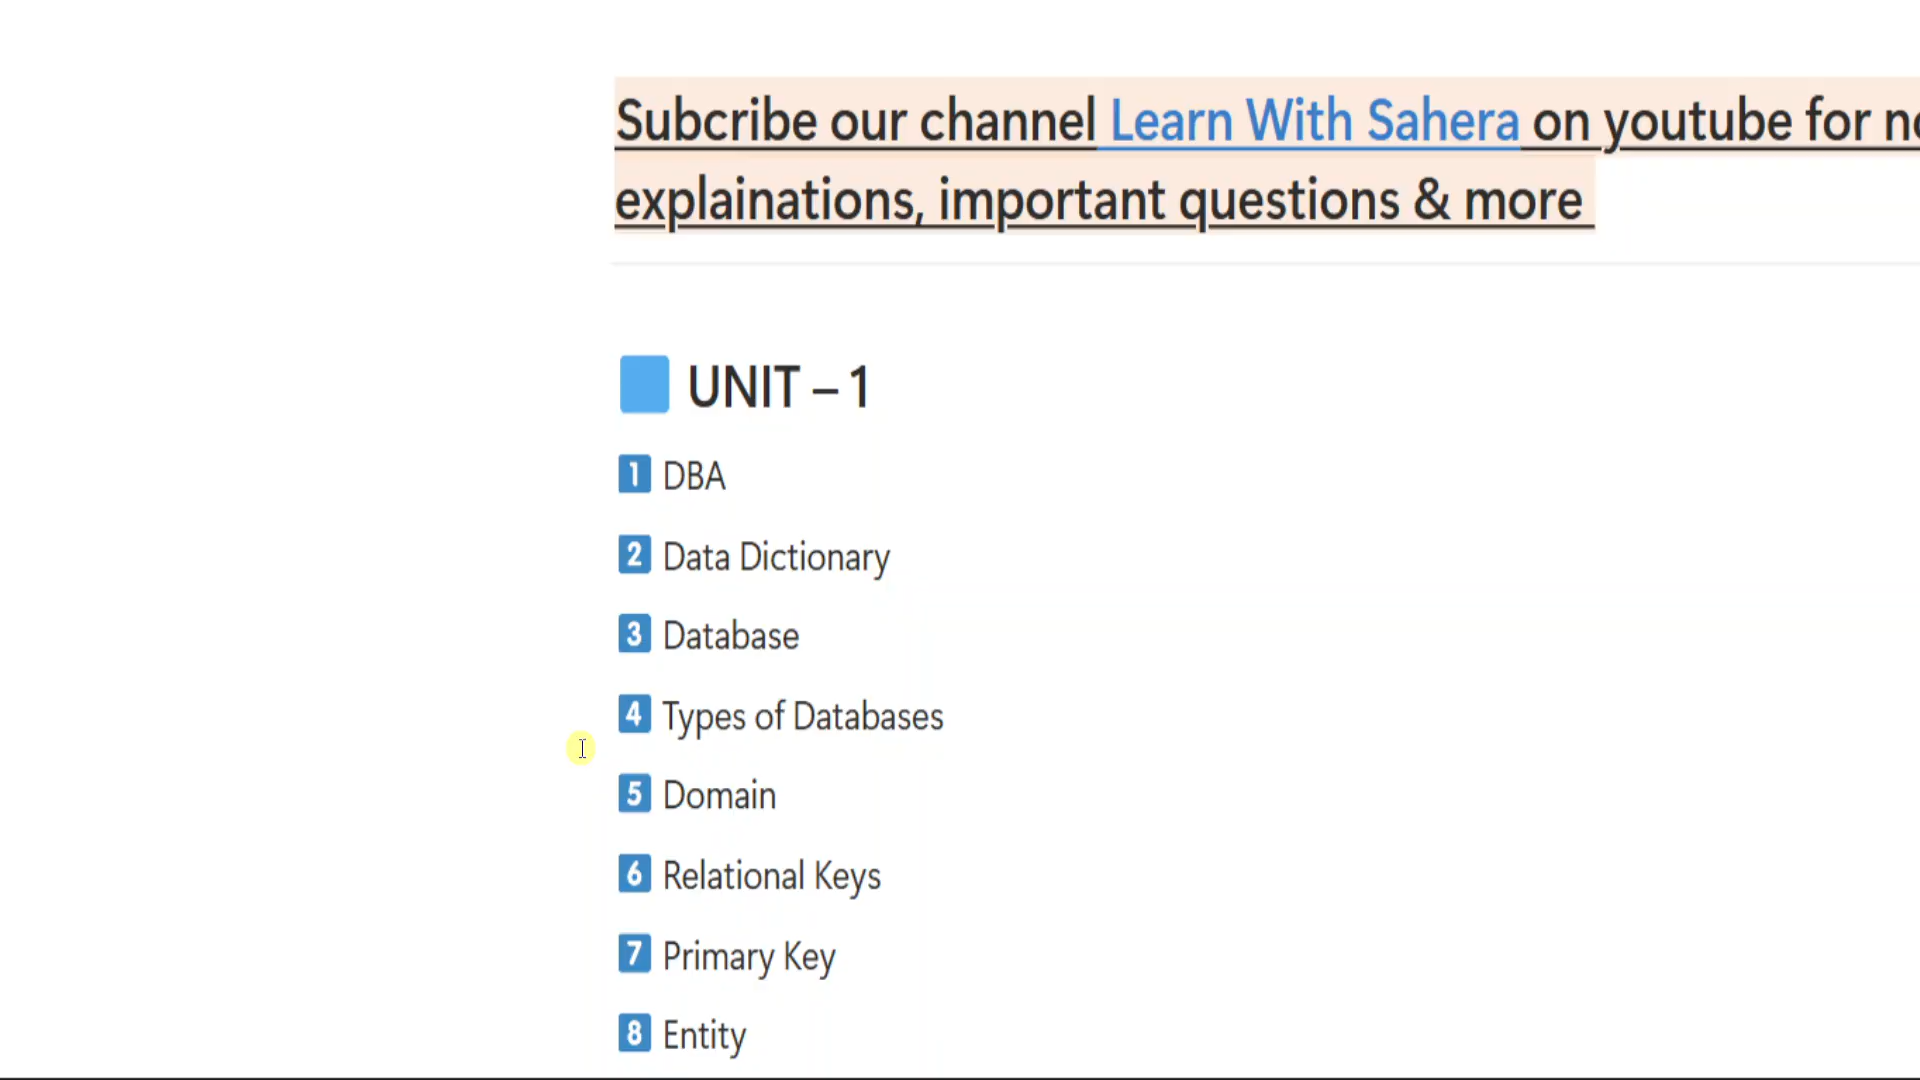 Subcribe our channel Learn With Sahera on youtube for
explainations, important questions & more
UNIT – 1
1 DBA
2 Data Dictionary
3 Database
4 Types of Databases
5 Domain
6 Relational Keys
7 Primary Key
8 Entity